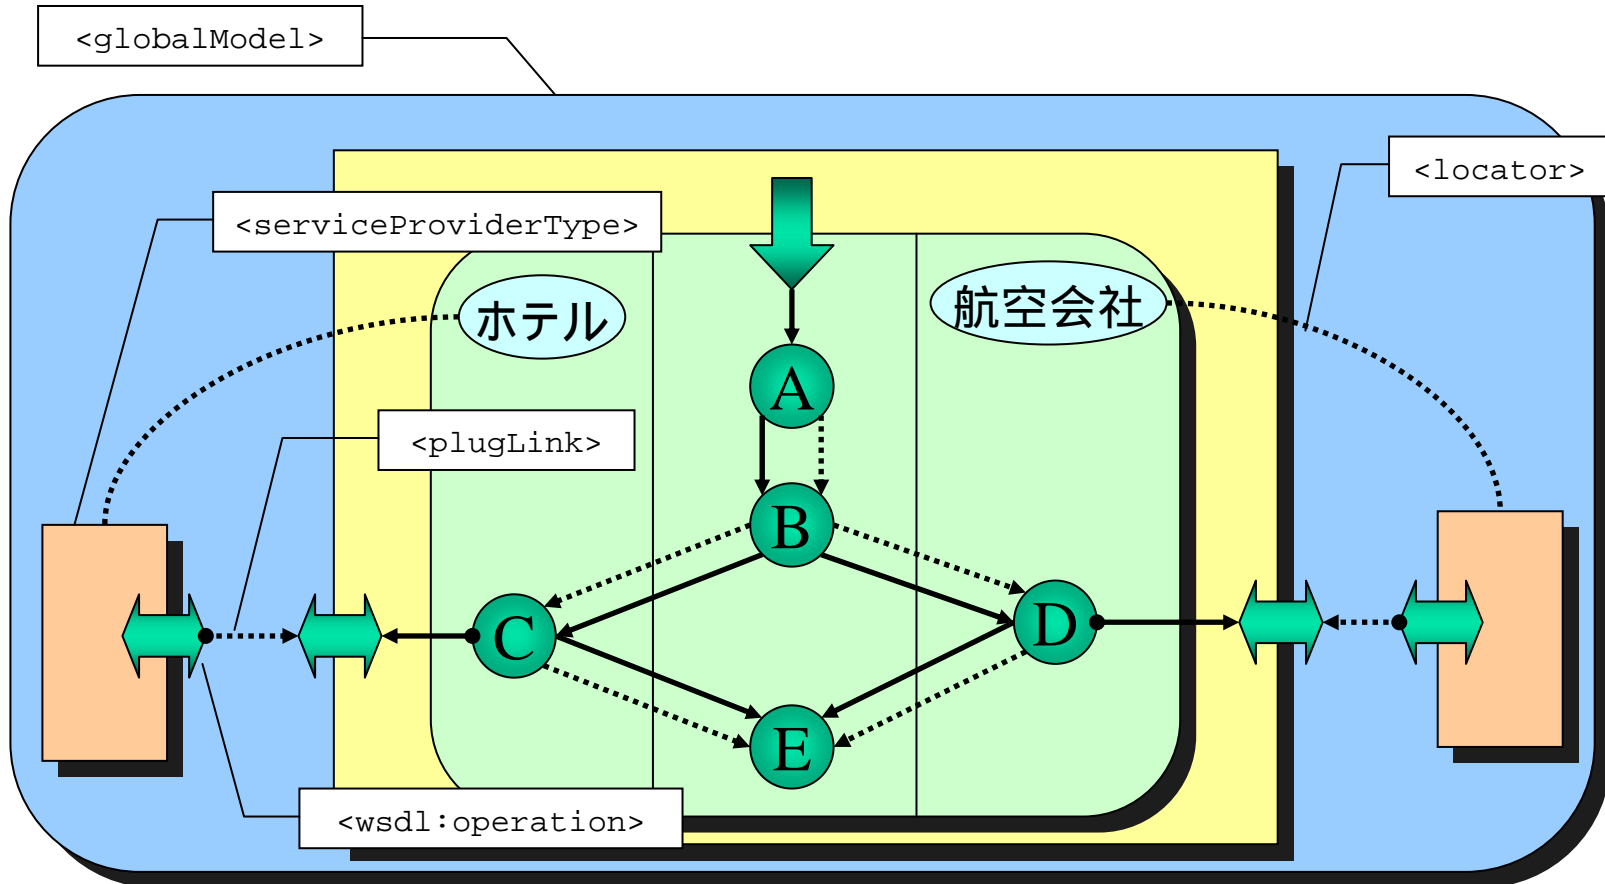 <globalModel>
<locator>
<serviceProviderType>
ホテル
航空会社
A
<plugLink>
B
C
D
E
<wsdl:operation>